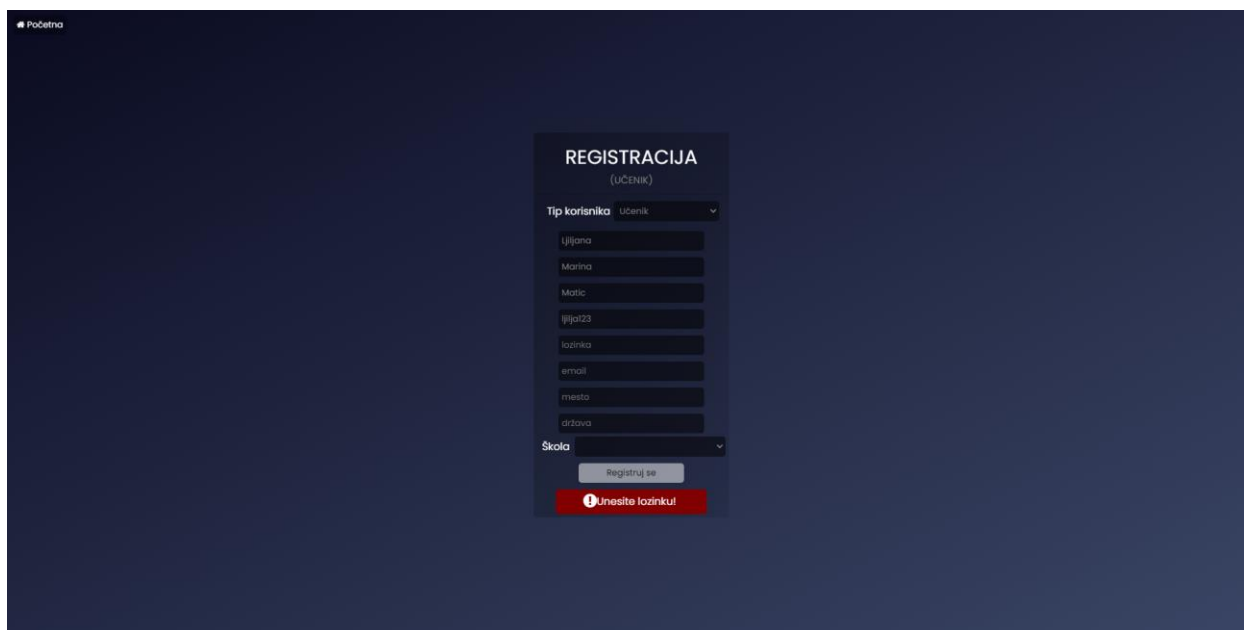 Početna
REGISTRACIJA
(UČENIK)
Tip korisnika Učenik
Ljiljana
Marina
Matic
ljilja123
lozinka
email
mesto
država
Škola
Registruj se
Unesite lozinku!